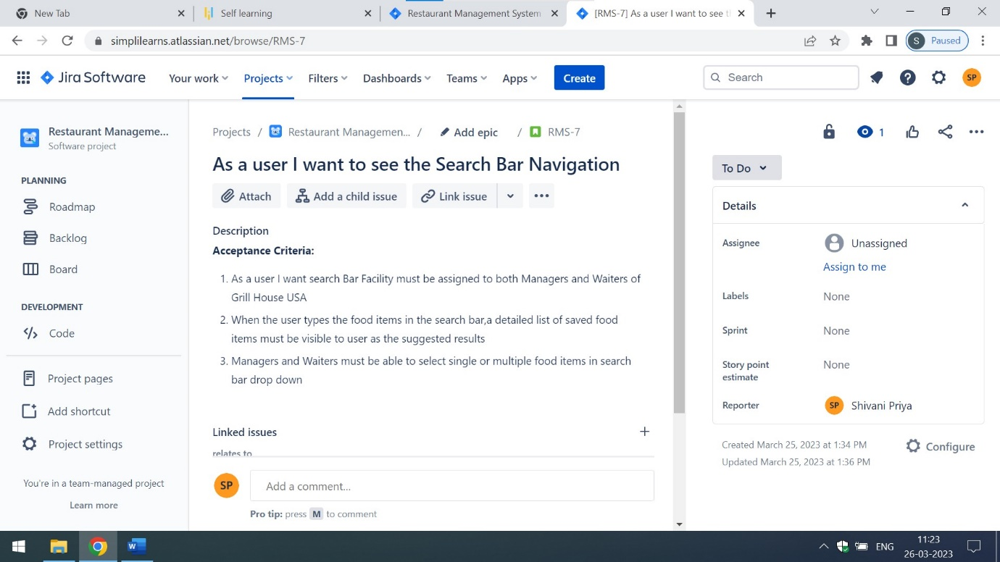 New Tab
Self learning
Restaurant Management System
[RMS-7] As a user I want to see t
simplilearns.atlassian.net/browse/RMS-7
S Paused
Jira Software
Your work
Projects
Filters
Dashboards
Teams
Apps
Create
Search
SP
Restaurant Manageme...
Software project
PLANNING
Roadmap
Backlog
Board
DEVELOPMENT
Code
Project pages
Add shortcut
Project settings
You're in a team-managed project
Learn more
Projects / Restaurant Managemen... / Add epic / RMS-7
As a user I want to see the Search Bar Navigation
Attach
Add a child issue
Link issue
Description
Acceptance Criteria:
1. As a user I want search Bar Facility must be assigned to both Managers and Waiters of
Grill House USA
2. When the user types the food items in the search bar,a detailed list of saved food
items must be visible to user as the suggested results
3. Managers and Waiters must be able to select single or multiple food items in search
bar drop down
Linked issues
relates to
SP
Add a comment...
Pro tip: press M to comment
1
To Do
Details
Assignee
Unassigned
Assign to me
Labels
None
Sprint
None
Story point
estimate
None
Reporter
SP Shivani Priya
Created March 25, 2023 at 1:34 PM
Updated March 25, 2023 at 1:36 PM
Configure
W
ENG
11:23
26-03-2023